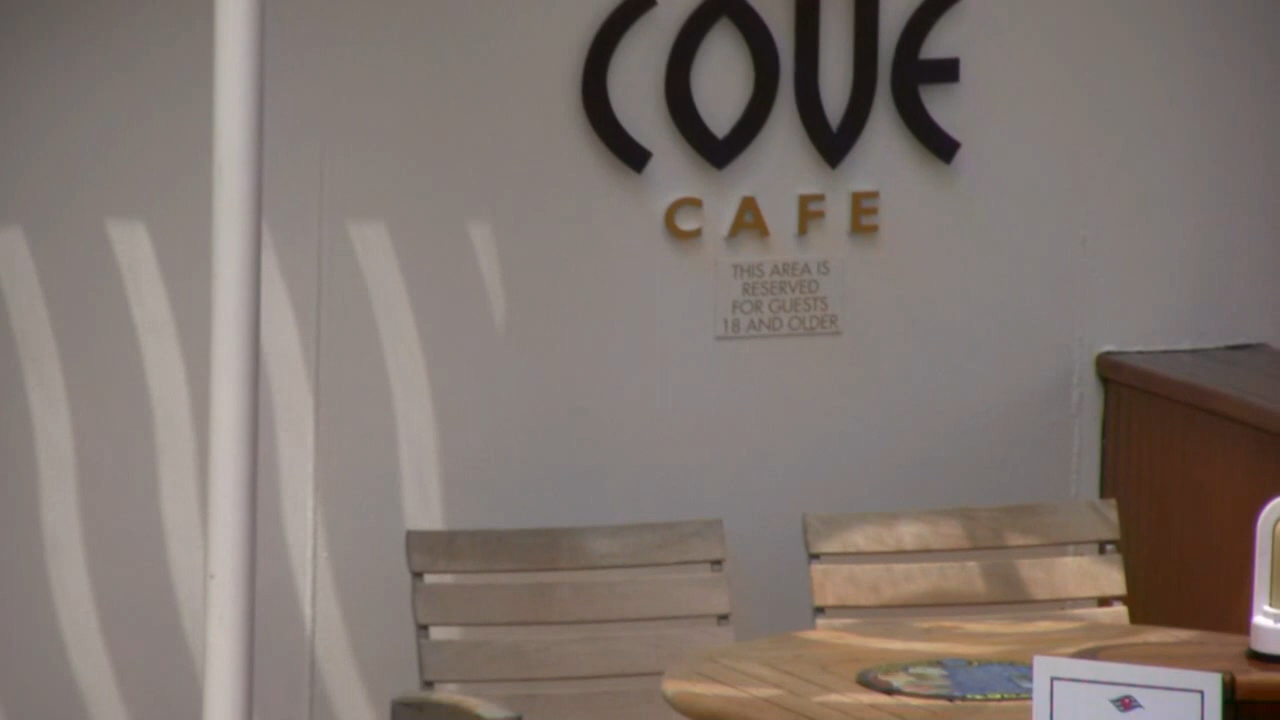 COVE
CAFE
THIS AREA IS
RESERVED
FOR GUESTS
18 AND OLDER